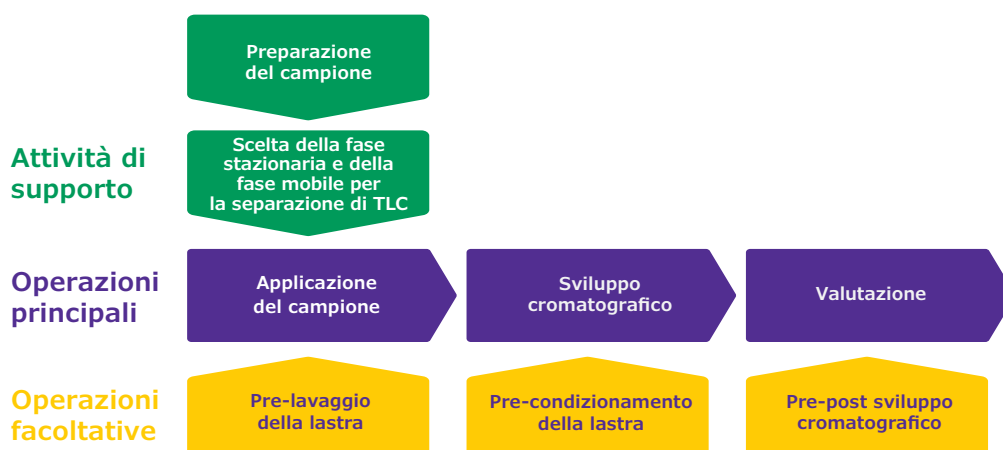 Preparazione
del campione
Attività di
supporto
Scelta della fase
stazionaria e della
fase mobile per
la separazione di TLC
Operazioni
principali
Applicazione
del campione
Sviluppo
cromatografico
Valutazione
Operazioni
facoltative
Pre-lavaggio
della lastra
Pre-condizionamento
della lastra
Pre-post sviluppo
cromatografico